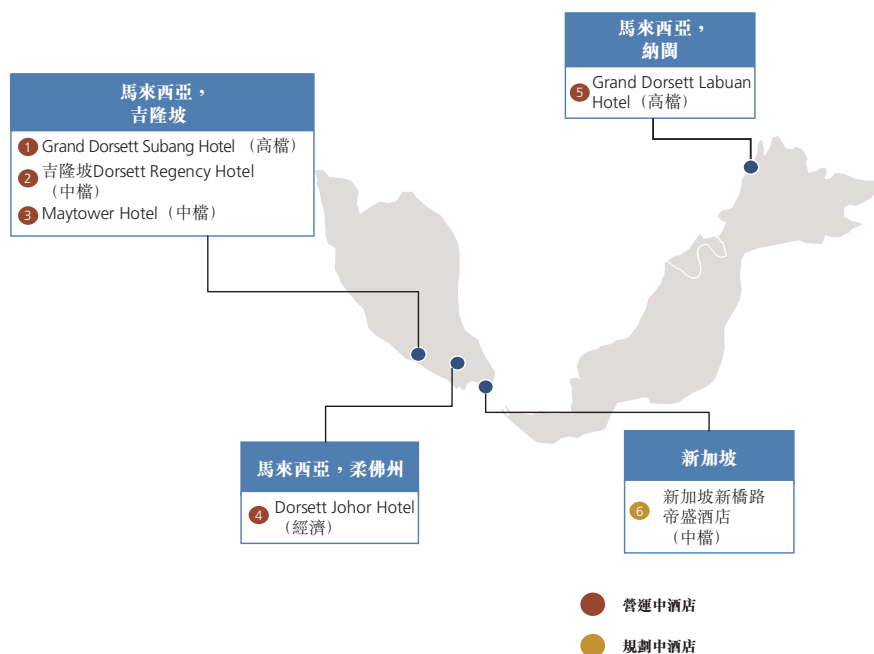 馬來西亞，
吉隆坡
1 Grand Dorsett Subang Hotel（高檔）
2 吉隆坡Dorsett Regency Hotel
（中檔）
3 Maytower Hotel（中檔）
馬來西亞，
納閩
5 Grand Dorsett Labuan
Hotel（高檔）
馬來西亞，柔佛州
4 Dorsett Johor Hotel
（經濟）
新加坡
6 新加坡新橋路
帝盛酒店
（中檔）
營運中酒店
規劃中酒店